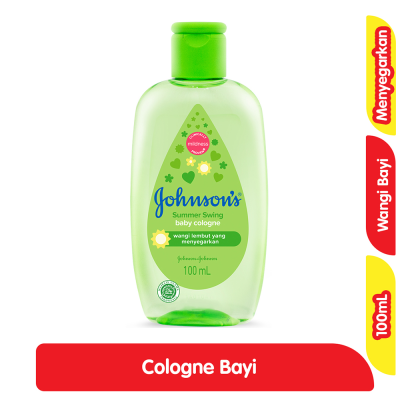 mildness
Johnson's
Summer Swing
baby cologne
wangi lembut yang
menyegarkan
Johnson & Johnson
100 mL
Menyegarkan
Wangi Bayi
100mL
Cologne Bayi